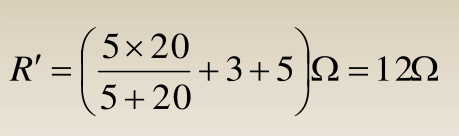 R' = (5×20/5+20 + 3 + 5)Ω = 12Ω